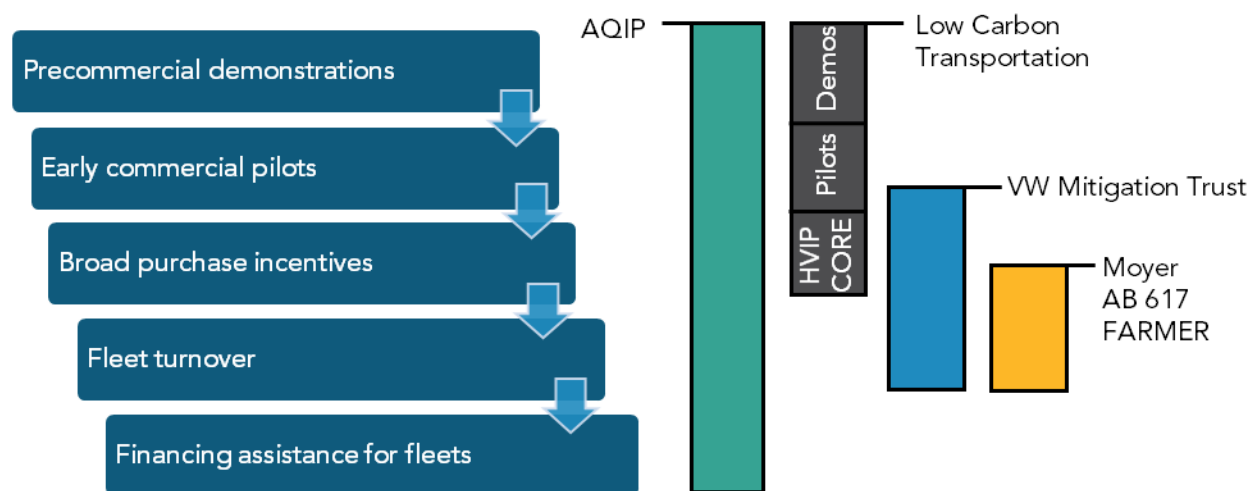 Precommercial demonstrations
Early commercial pilots
Broad purchase incentives
Fleet turnover
Financing assistance for fleets
AQIP
Demos
Pilots
HVIP
CORE
Low Carbon
Transportation
VW Mitigation Trust
Moyer
AB 617
FARMER